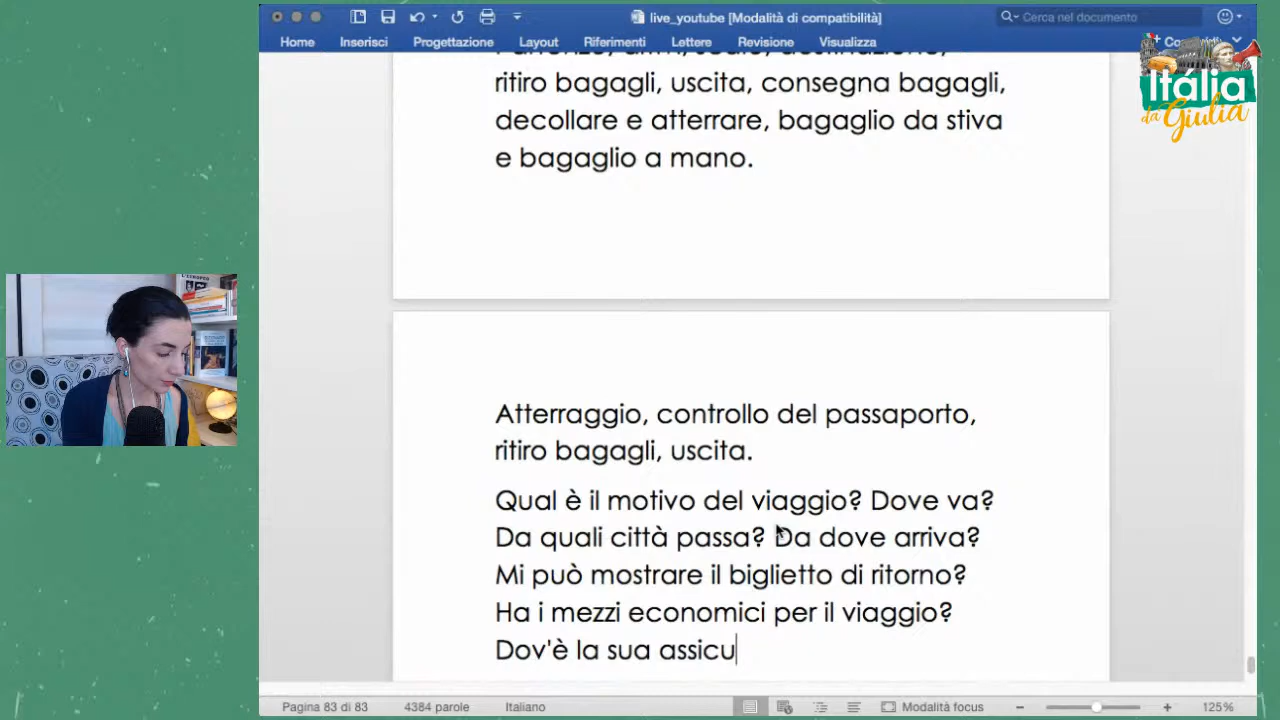 live_youtube [Modalità di compatibilità]
Cerca nel documento
Home Inserisci Progettazione Layout Riferimenti Lettere Revisione Visualizza
Itália
da Giulia
ritiro bagagli, uscita, consegna bagagli,
decollare e atterrare, bagaglio da stiva
e bagaglio a mano.
Atterraggio, controllo del passaporto,
ritiro bagagli, uscita.
Qual è il motivo del viaggio? Dove va?
Da quali città passa? Da dove arriva?
Mi può mostrare il biglietto di ritorno?
Ha i mezzi economici per il viaggio?
Dov'è la sua assicu
Pagina 83 di 83 4384 parole Italiano Modalità focus 125%